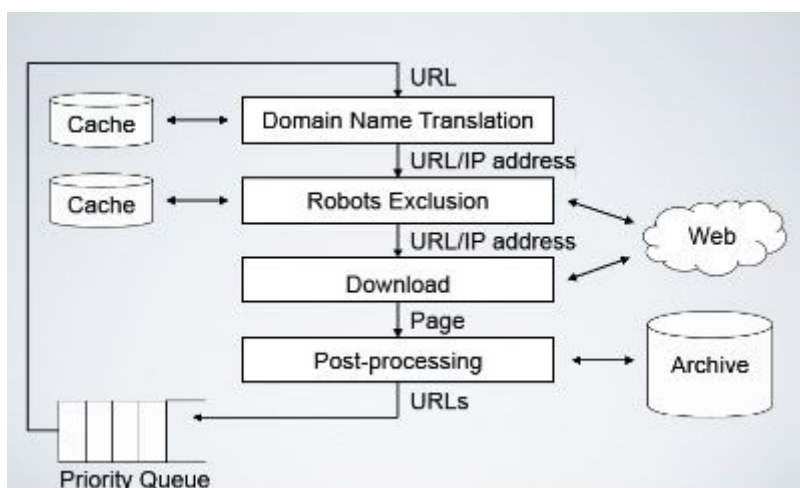 URL
Cache
Domain Name Translation
URL/IP address
Cache
Robots Exclusion
Web
URL/IP address
Download
Page
Post-processing
Archive
URLs
Priority Queue